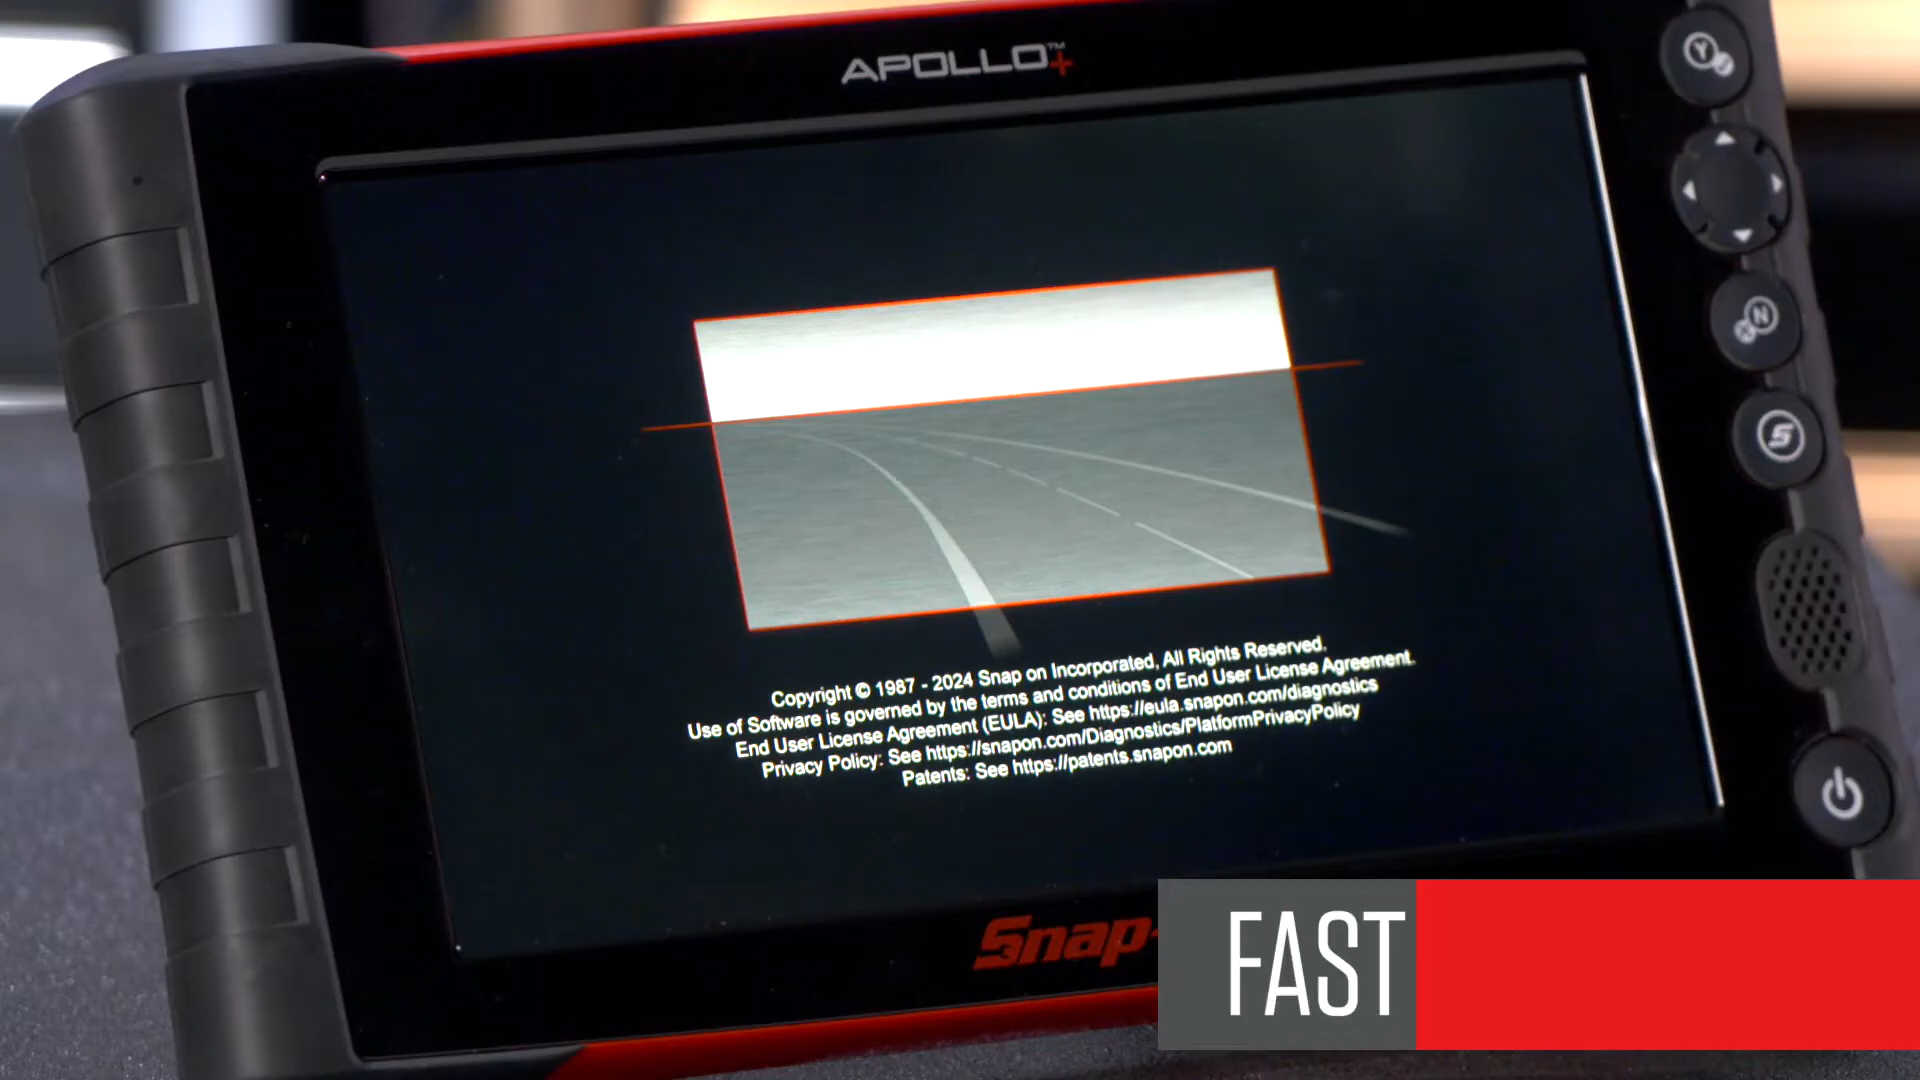 APOLLO+™
Copyright © 1987 - 2024 Snap on Incorporated, All Rights Reserved.
Use of Software is governed by the terms and conditions of End User License Agreement.
End User License Agreement (EULA): See https://eula.snapon.com/diagnostics
Privacy Policy: See https://snapon.com/Diagnostics/PlatformPrivacyPolicy
Patents: See https://patents.snapon.com
Snap-
FAST
Y
N
S